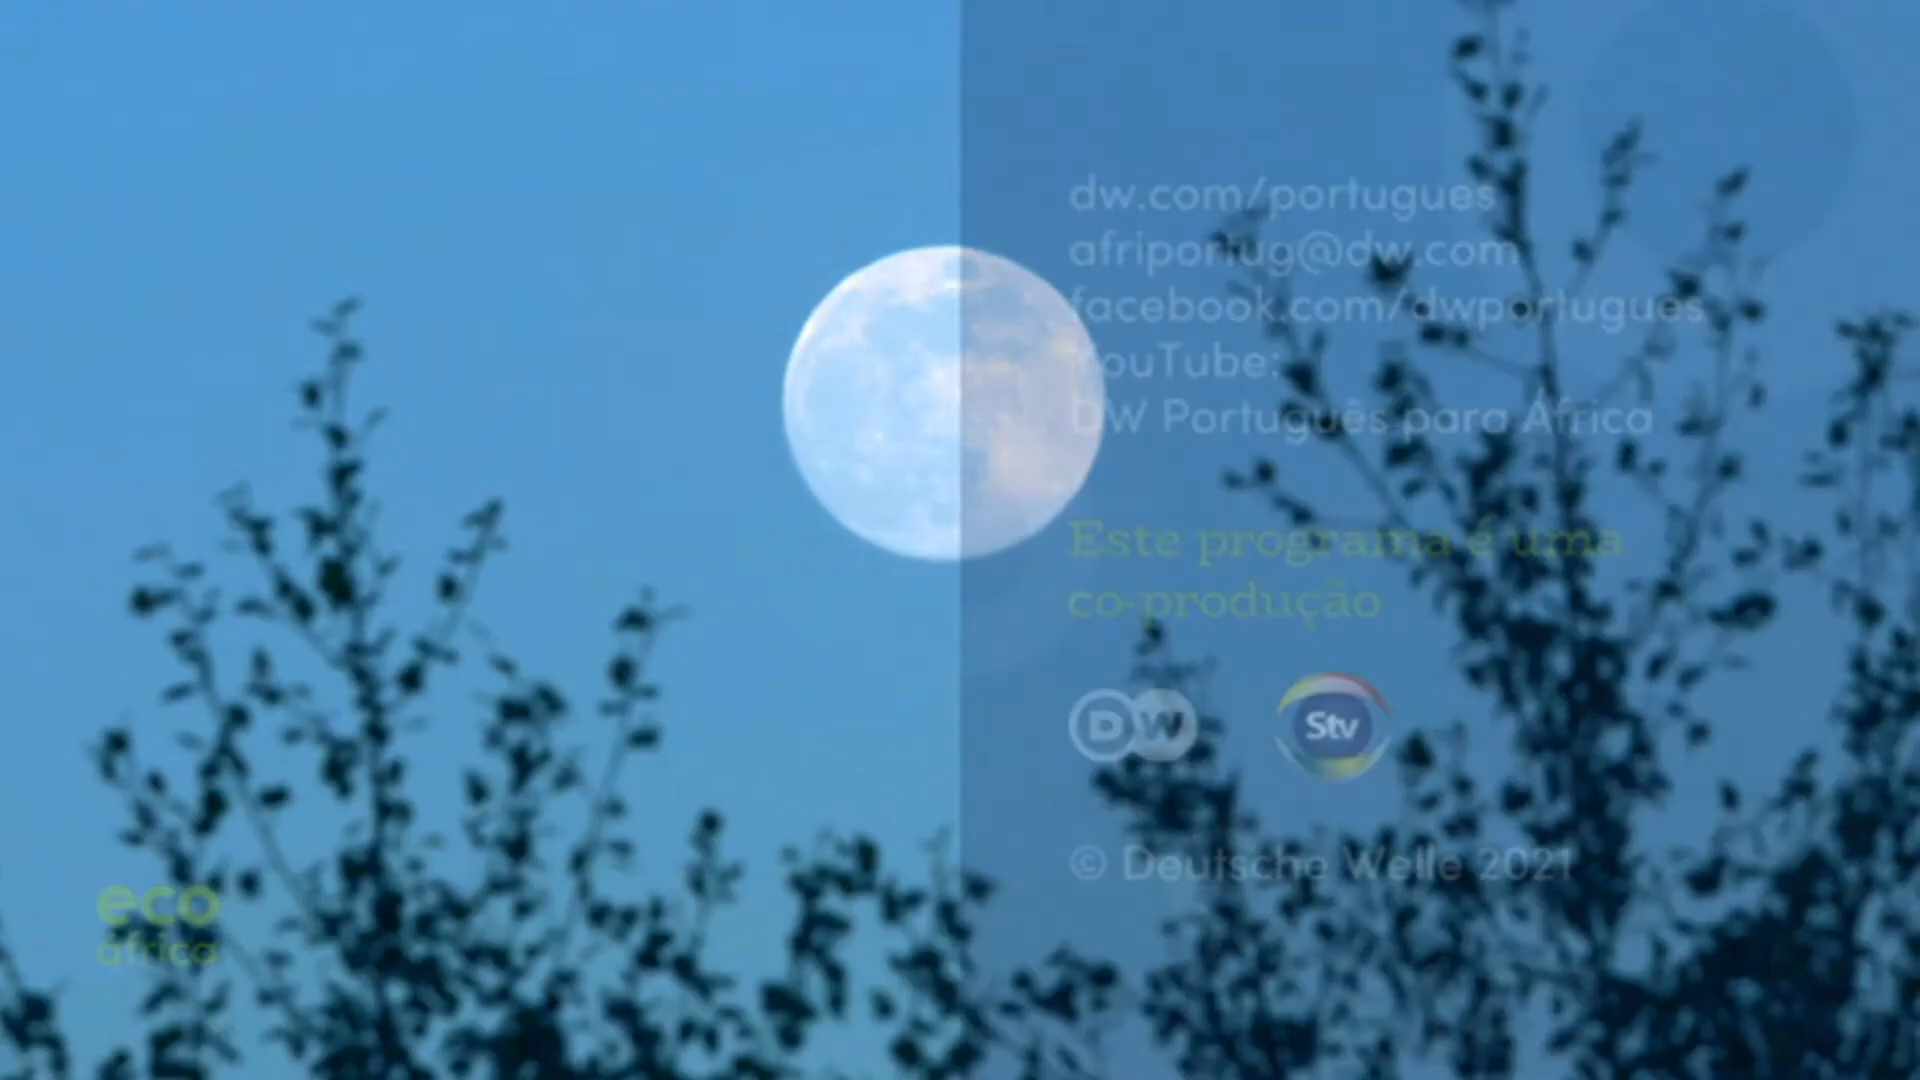 dw.com/portugues
afriportug@dw.com
facebook.com/dwportugues
YouTube:
DW Português para África
Este programa é uma
co-produção
DW
Stv
© Deutsche Welle 2021
eco
áfrica